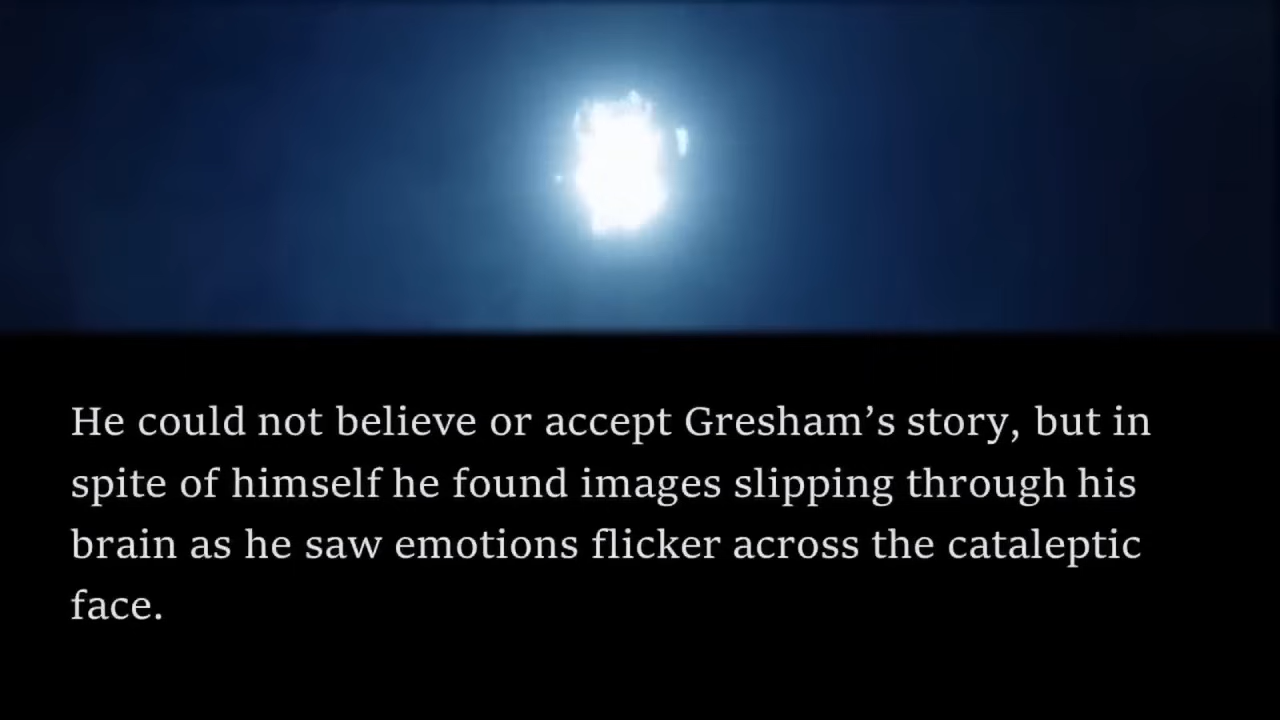 He could not believe or accept Gresham’s story, but in
spite of himself he found images slipping through his
brain as he saw emotions flicker across the cataleptic
face.